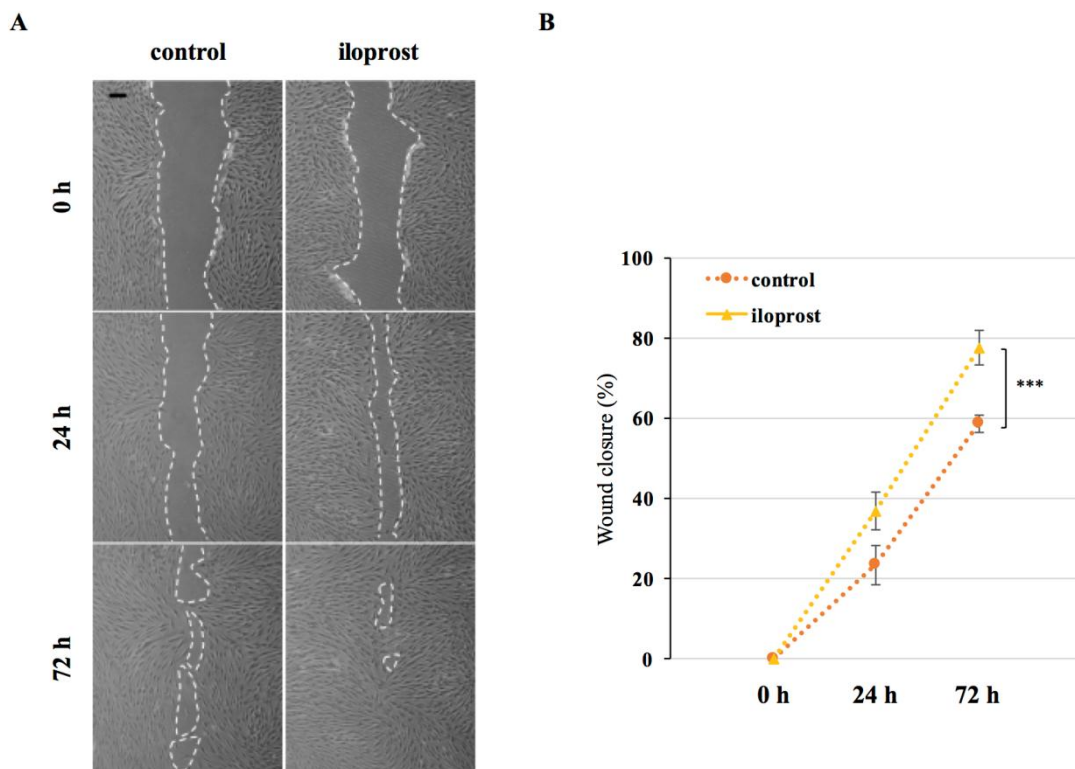 A
control iloprost
0 h
24 h
72 h
B
100
80
60
40
20
0
Wound closure (%)
control
iloprost
***
0 h 24 h 72 h